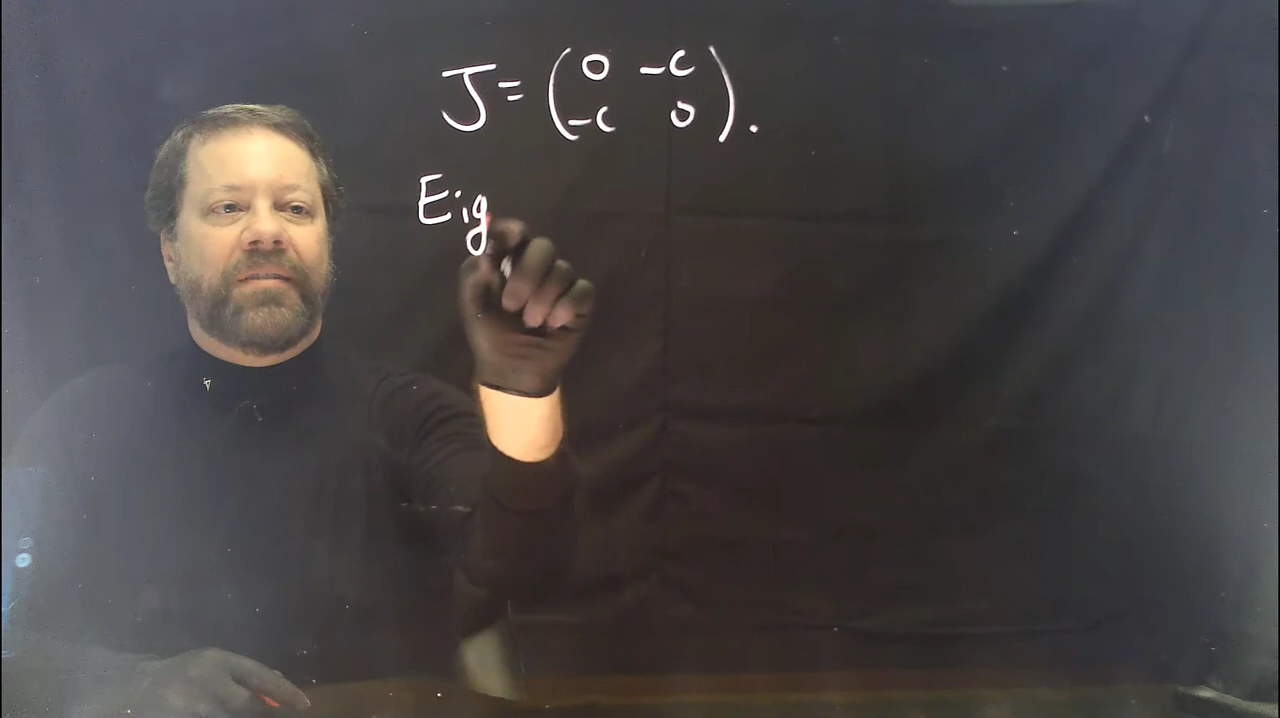 J = ( 0 -c
-c 0 ).
Eig